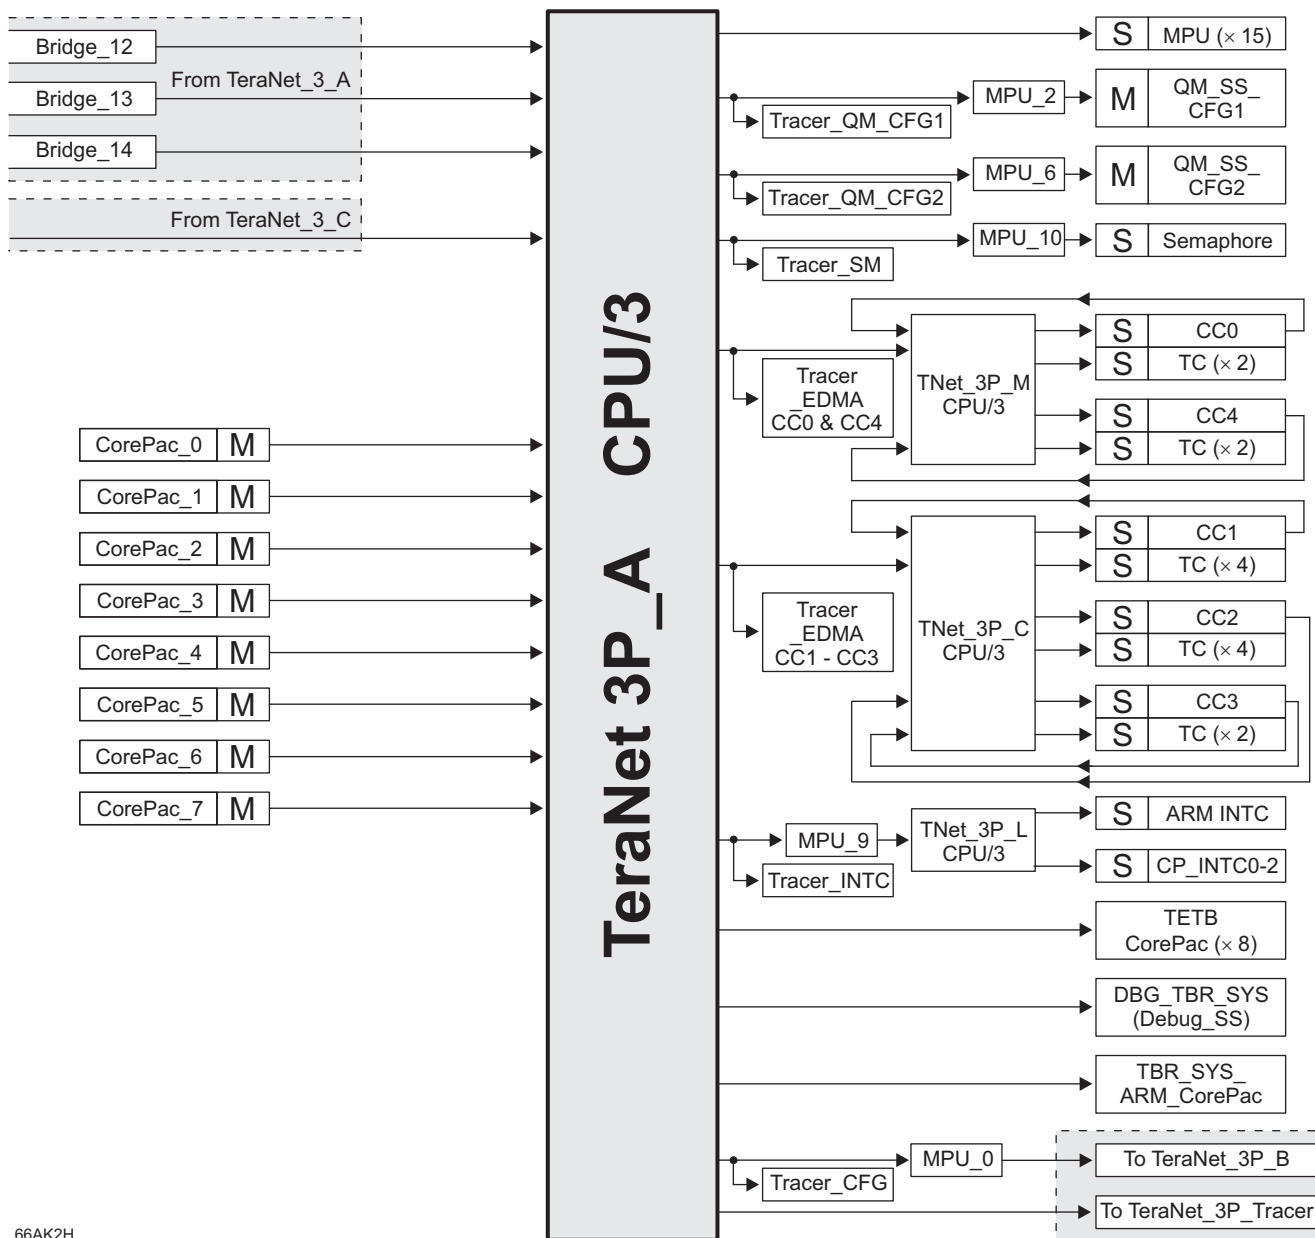 Bridge_12
From TeraNet_3_A
Bridge_13
Bridge_14
From TeraNet_3_C
CorePac_0 M
CorePac_1 M
CorePac_2 M
CorePac_3 M
CorePac_4 M
CorePac_5 M
CorePac_6 M
CorePac_7 M
TeraNet 3P_A CPU/3
S MPU (× 15)
MPU_2
M QM_SS_
CFG1
Tracer_QM_CFG1
MPU_6
M QM_SS_
CFG2
Tracer_QM_CFG2
MPU_10
S Semaphore
Tracer_SM
Tracer
_EDMA
CC0 & CC4
TNet_3P_M
CPU/3
S CC0
S TC (× 2)
S CC4
S TC (× 2)
Tracer
_EDMA
CC1 - CC3
TNet_3P_C
CPU/3
S CC1
S TC (× 4)
S CC2
S TC (× 4)
S CC3
S TC (× 2)
MPU_9
Tracer_INTC
TNet_3P_L
CPU/3
S ARM INTC
S CP_INTC0-2
TETB
CorePac (× 8)
DBG_TBR_SYS
(Debug_SS)
TBR_SYS_
ARM_CorePac
MPU_0
Tracer_CFG
To TeraNet_3P_B
To TeraNet_3P_Tracer
66AK2H